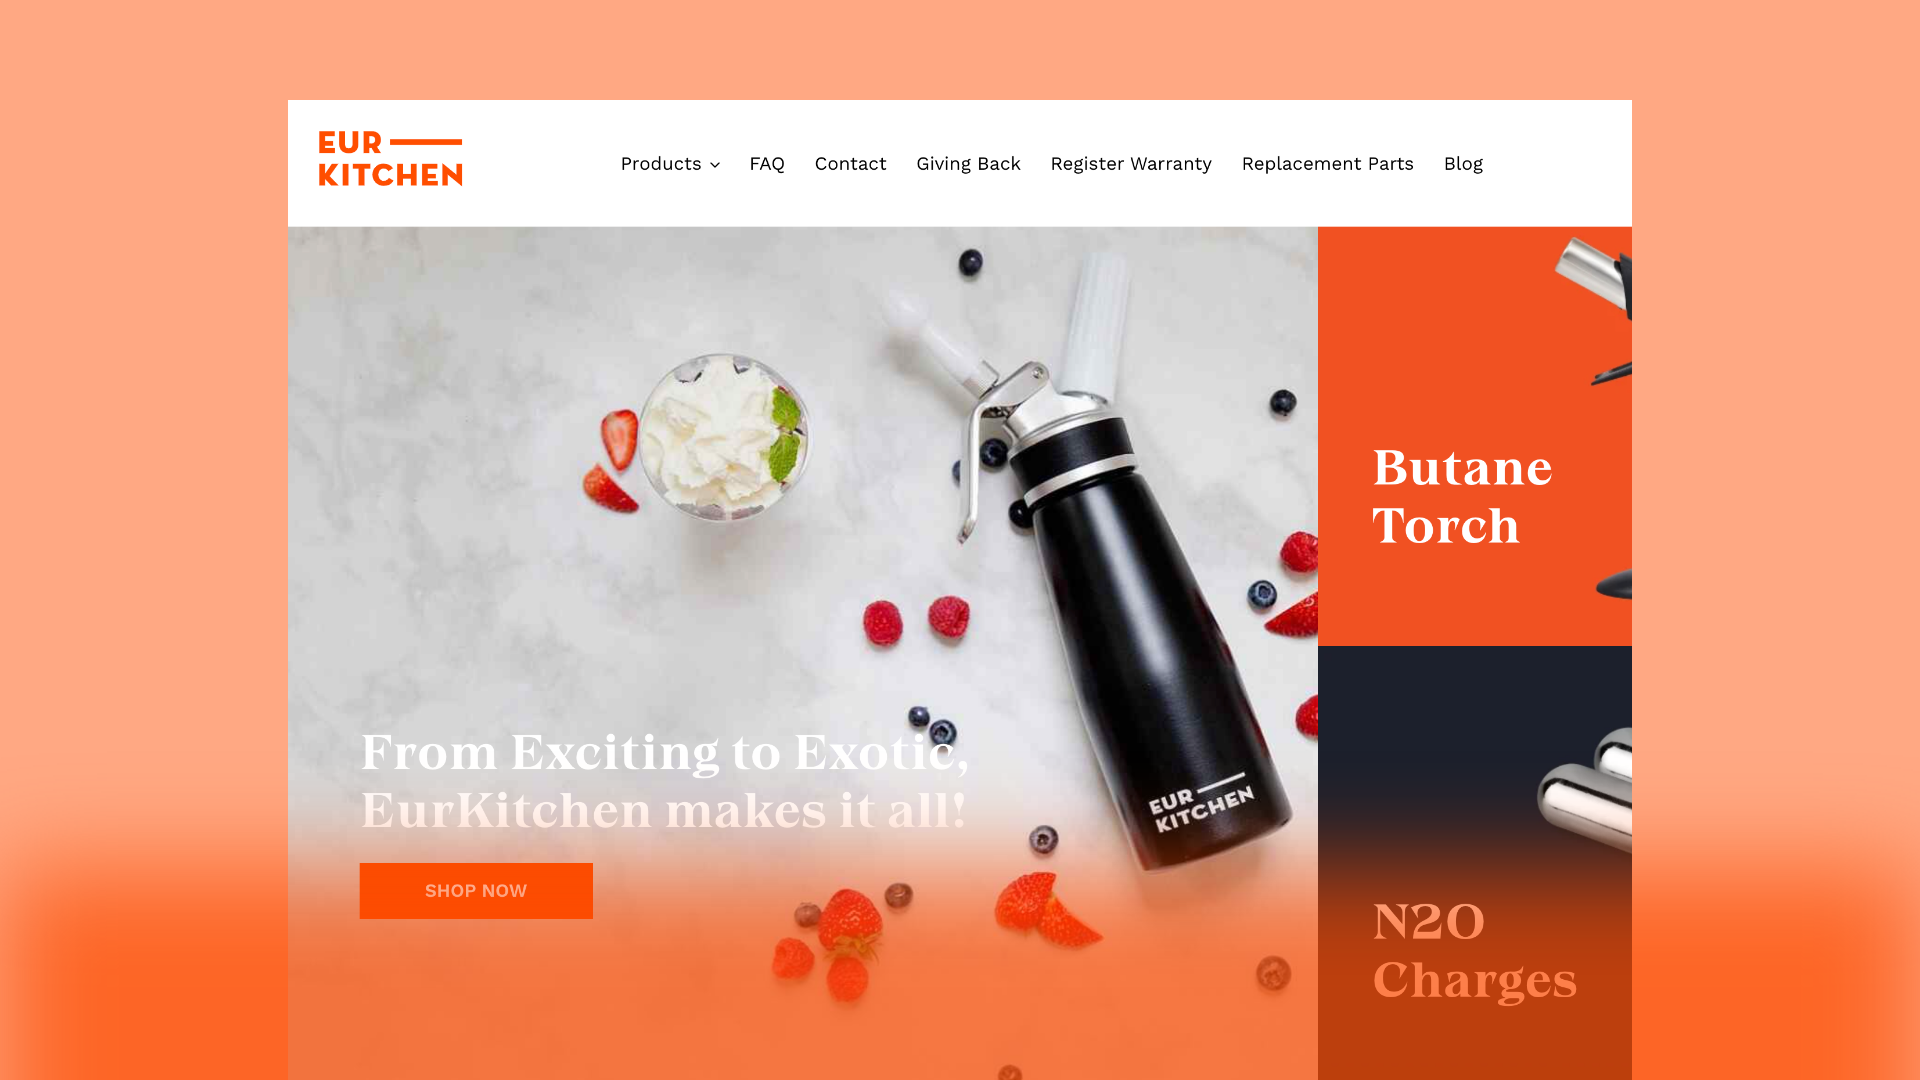 EUR
KITCHEN
Products FAQ Contact Giving Back Register Warranty Replacement Parts Blog
Butane
Torch
From Exciting to Exotic,
EurKitchen makes it all!
SHOP NOW
EUR
KITCHEN
N2O
Charges